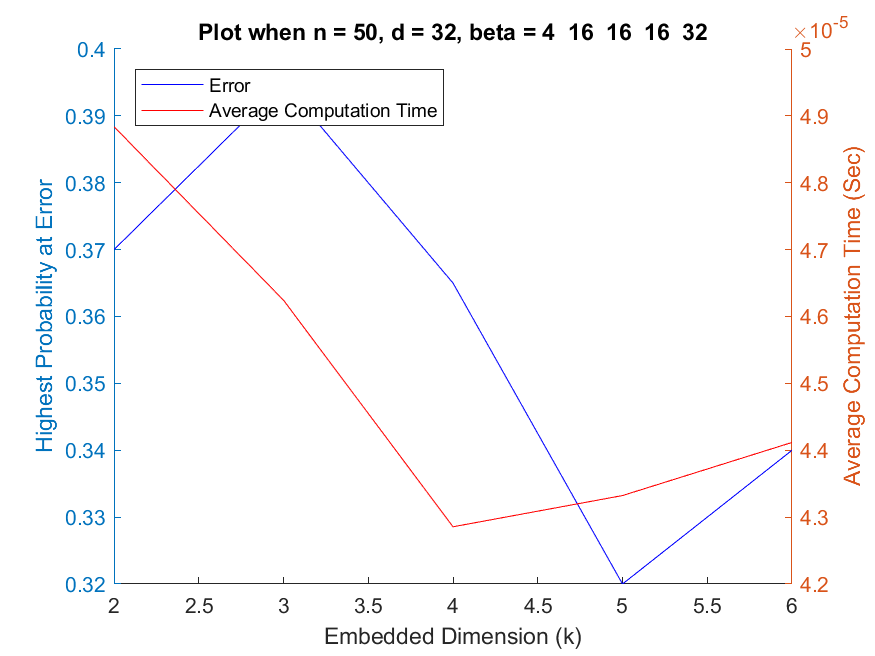 Plot when n = 50, d = 32, beta = 4  16  16  16  32
×10⁻⁵
Error
Average Computation Time
Highest Probability at Error
0.4
0.39
0.38
0.37
0.36
0.35
0.34
0.33
0.32
5
4.9
4.8
4.7
4.6
4.5
4.4
4.3
4.2
Average Computation Time (Sec)
2 2.5 3 3.5 4 4.5 5 5.5 6
Embedded Dimension (k)